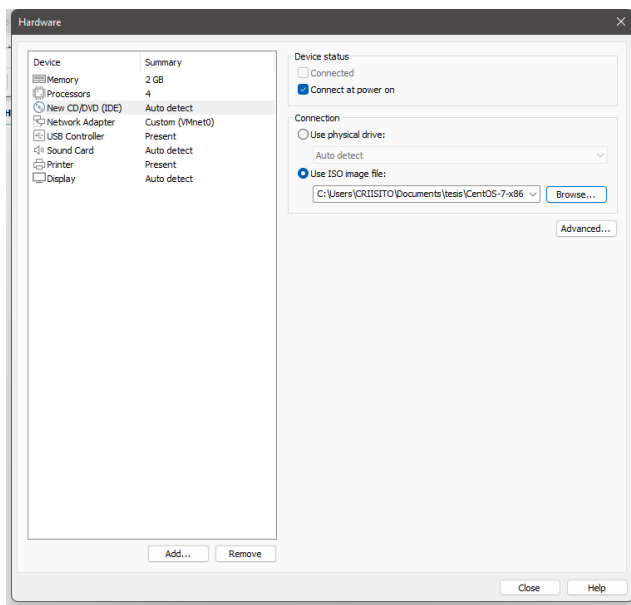 Hardware
Device Summary
Memory 2 GB
Processors 4
New CD/DVD (IDE) Auto detect
Network Adapter Custom (VMnet0)
USB Controller Present
Sound Card Auto detect
Printer Present
Display Auto detect
Add... Remove
Device status
Connected
Connect at power on
Connection
Use physical drive:
Auto detect
Use ISO image file:
C:\Users\CRIISITO\Documents\tesis\CentOS-7-x86
Browse...
Advanced...
Close Help